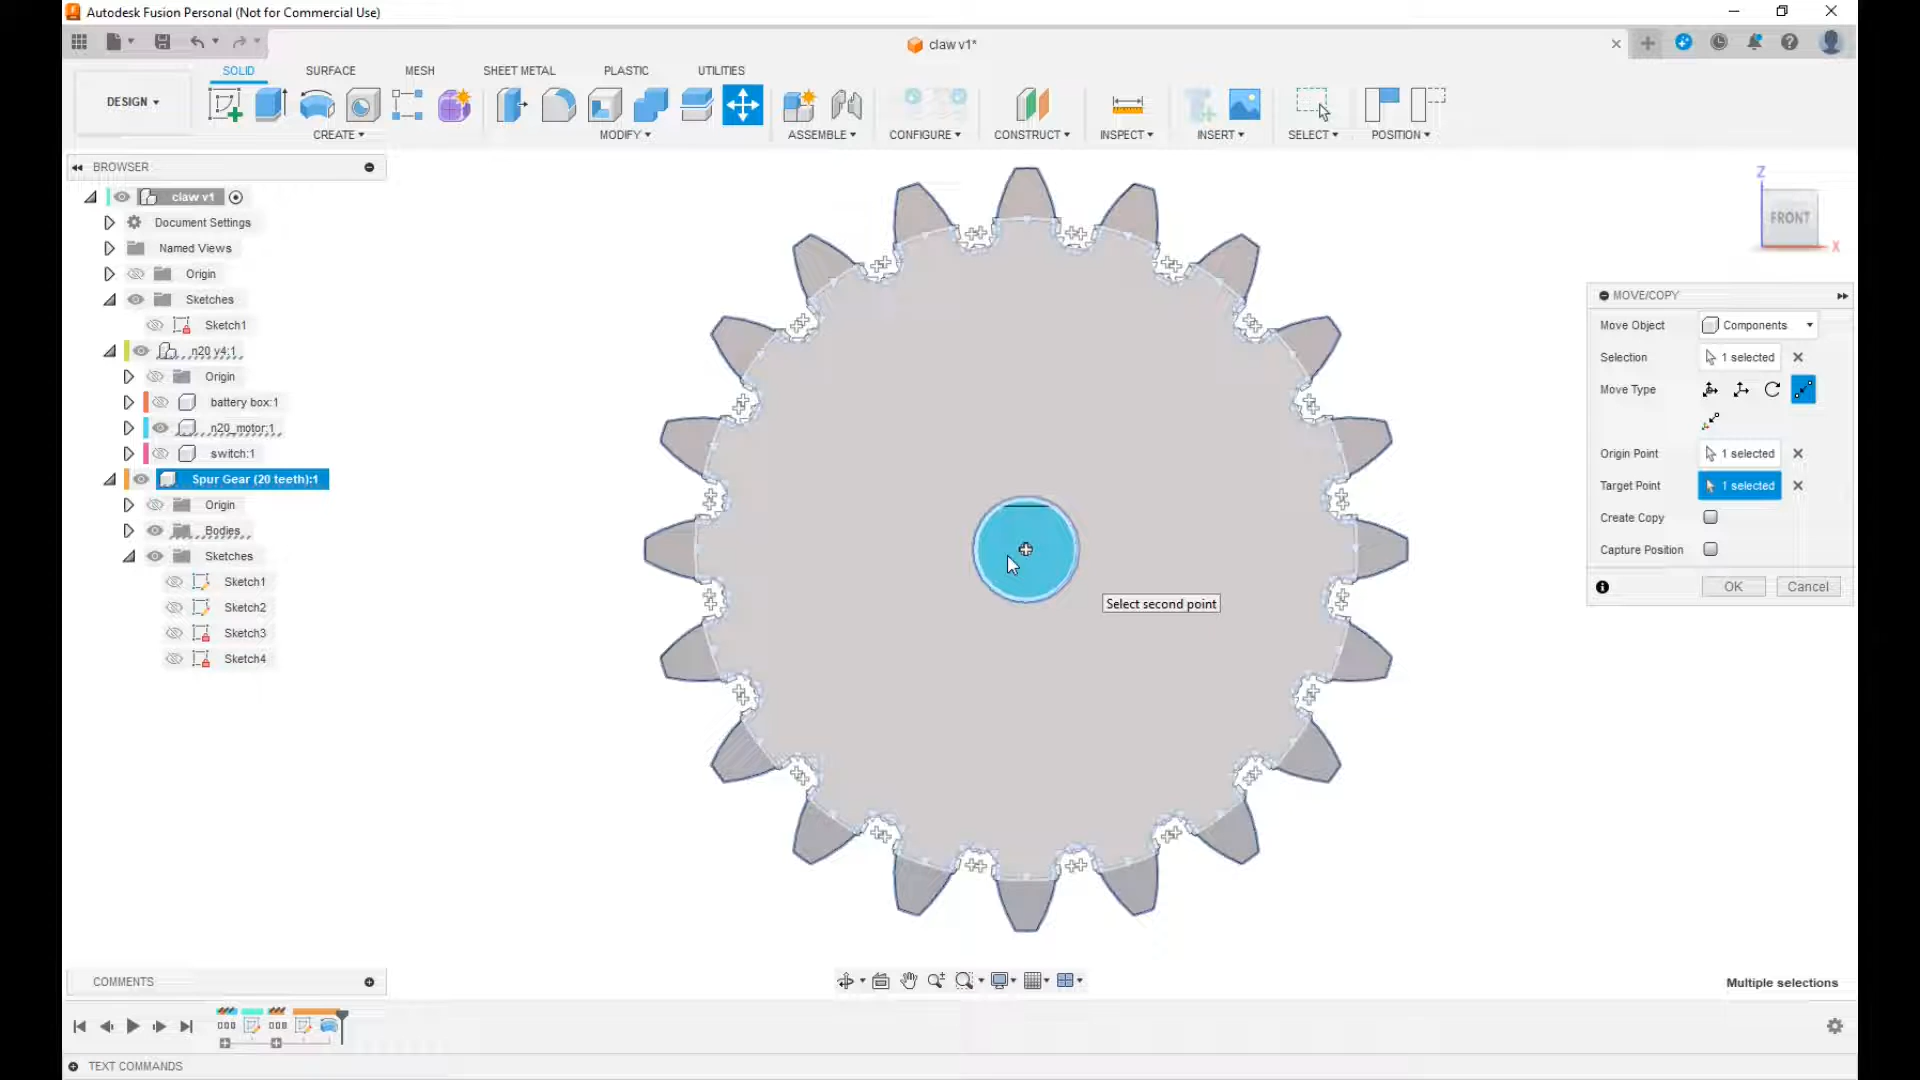 Autodesk Fusion Personal (Not for Commercial Use)
claw v1*
SOLID
SURFACE
MESH
SHEET METAL
PLASTIC
UTILITIES
DESIGN
CREATE
MODIFY
ASSEMBLE
CONFIGURE
CONSTRUCT
INSPECT
INSERT
SELECT
POSITION
BROWSER
claw v1
Document Settings
Named Views
Origin
Sketches
Sketch1
n20 v4:1
Origin
battery box:1
n20_motor:1
switch:1
Spur Gear (20 teeth):1
Origin
Bodies
Sketches
Sketch1
Sketch2
Sketch3
Sketch4
Z
FRONT
X
MOVE/COPY
Move Object
Components
Selection
1 selected
Move Type
Origin Point
1 selected
Target Point
1 selected
Create Copy
Capture Position
OK
Cancel
Select second point
COMMENTS
Multiple selections
TEXT COMMANDS